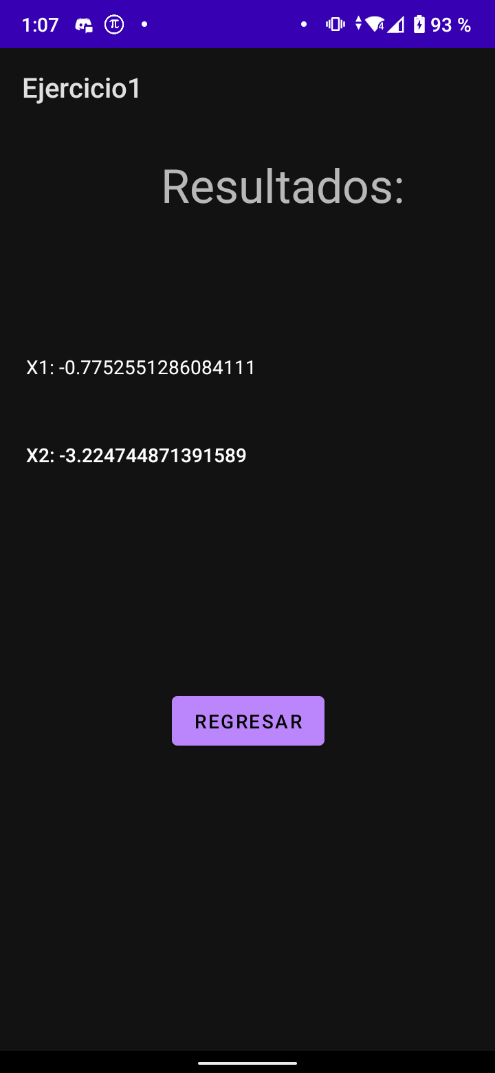 1:07 93 %
Ejercicio1
Resultados:
X1: -0.7752551286084111
X2: -3.224744871391589
REGRESAR